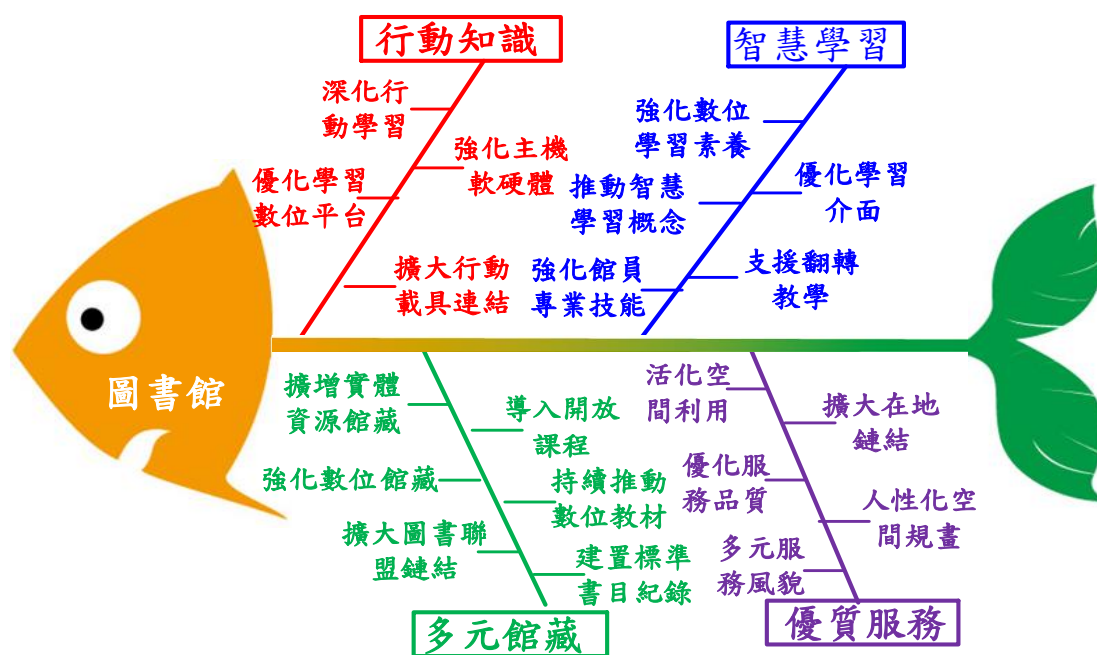 行動知識
深化行
動學習
強化主機
軟硬體
優化學習
數位平台
擴大行動
載具連結
智慧學習
強化數位
學習素養
優化學習
介面
推動智慧
學習概念
支援翻轉
教學
強化館員
專業技能
圖書館
擴增實體
資源館藏
導入開放
課程
強化數位館藏
持續推動
數位教材
擴大圖書聯
盟鏈結
建置標準
書目紀錄
多元館藏
活化空
間利用
擴大在地
鏈結
優化服
務品質
人性化空
間規畫
多元服
務風貌
優質服務